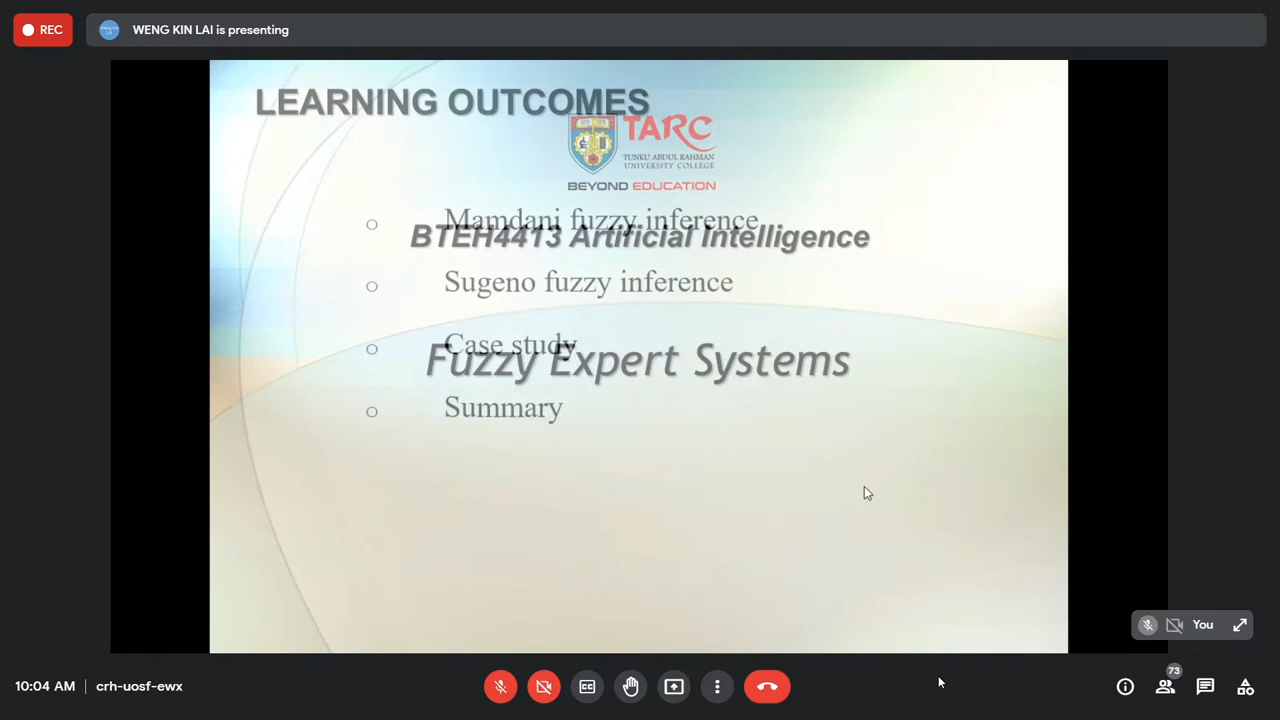 REC
WENG KIN LAI is presenting
LEARNING OUTCOMES
TARC
TUNKU ABDUL RAHMAN
UNIVERSITY COLLEGE
BEYOND EDUCATION
o Mamdani fuzzy inference
BTEH4413 Artificial Intelligence
o Sugeno fuzzy inference
o Case study
Fuzzy Expert Systems
o Summary
You
10:04 AM
crh-uosf-ewx
CC
73